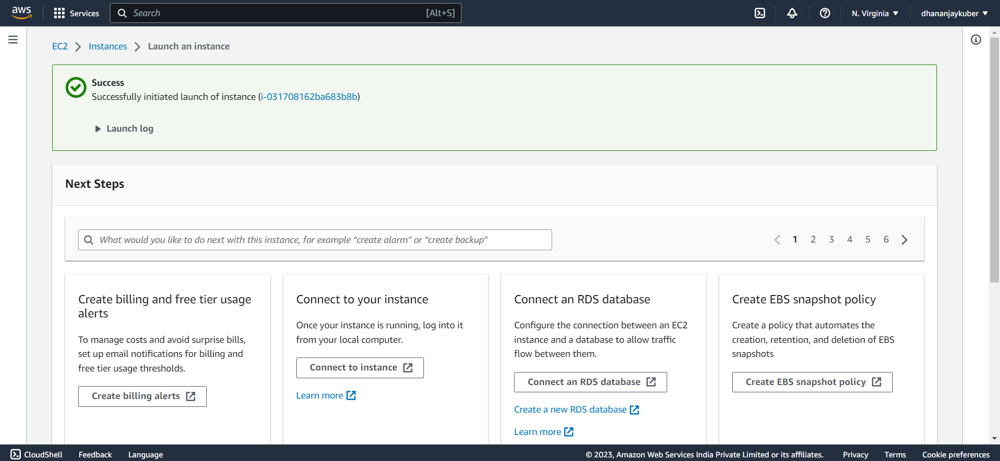 aws
Services
Search
[Alt+S]
N. Virginia
dhananjaykuber
EC2
Instances
Launch an instance
Success
Successfully initiated launch of instance (i-031708162ba683b8b)
Launch log
Next Steps
What would you like to do next with this instance, for example “create alarm” or “create backup"
1 2 3 4 5 6
Create billing and free tier usage
alerts
To manage costs and avoid surprise bills,
set up email notifications for billing and
free tier usage thresholds.
Create billing alerts
Connect to your instance
Once your instance is running, log into it
from your local computer.
Connect to instance
Learn more
Connect an RDS database
Configure the connection between an EC2
instance and a database to allow traffic
flow between them.
Connect an RDS database
Create a new RDS database
Learn more
Create EBS snapshot policy
Create a policy that automates the
creation, retention, and deletion of EBS
snapshots
Create EBS snapshot policy
CloudShell
Feedback
Language
© 2023, Amazon Web Services India Private Limited or its affiliates.
Privacy
Terms
Cookie preferences